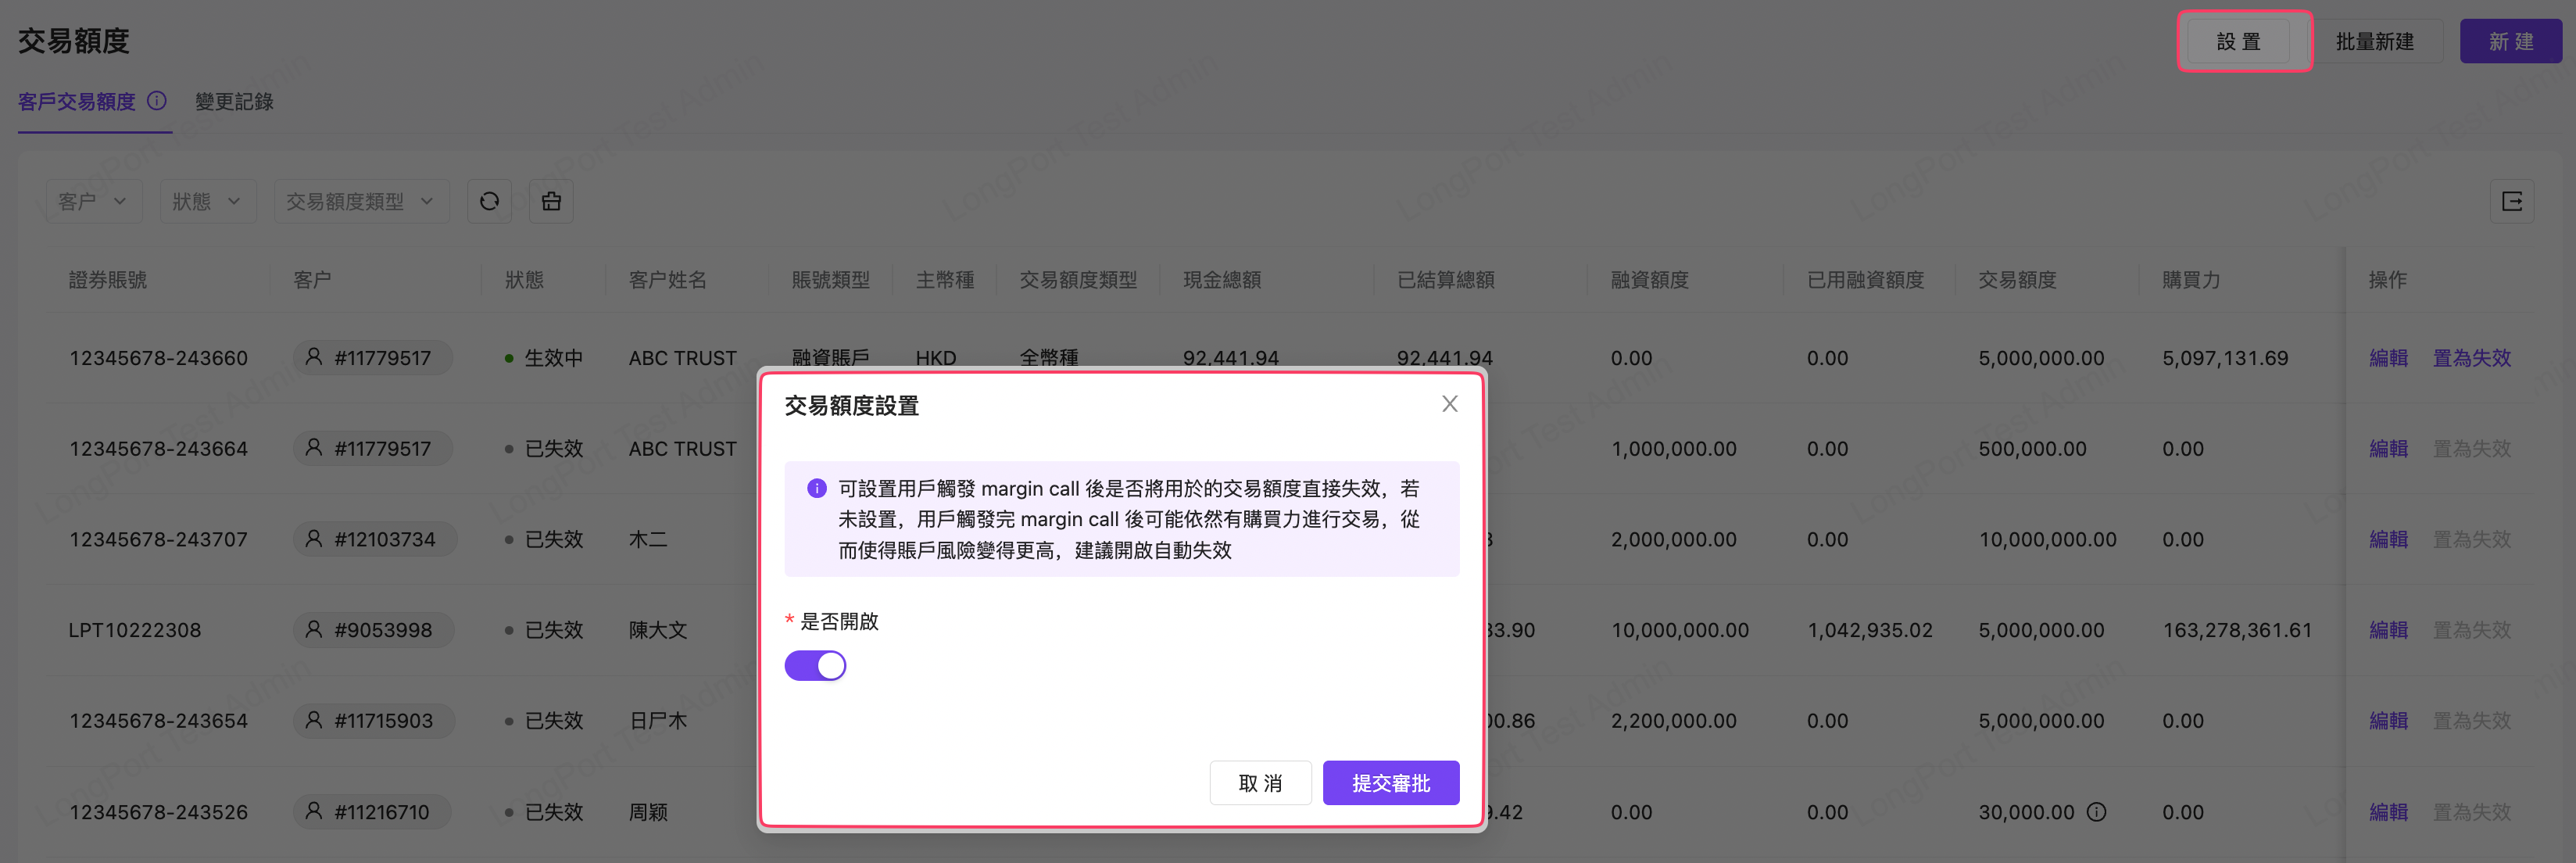 交易額度
設 置
批量新建
新 建
客戶交易額度
變更記錄
客户
狀態
交易額度類型
證券賬號 客户 狀態 客户姓名 賬號類型 主幣種 交易額度類型 現金總額 已結算總額 融資額度 已用融資額度 交易額度 購買力 操作
12345678-243660 #11779517 生效中 ABC TRUST 融資賬戶 HKD 全幣種 92,441.94 92,441.94 0.00 0.00 5,000,000.00 5,097,131.69 編輯 置為失效
12345678-243664 #11779517 已失效 ABC TRUST 1,000,000.00 0.00 500,000.00 0.00 編輯 置為失效
12345678-243707 #12103734 已失效 木二 2,000,000.00 0.00 10,000,000.00 0.00 編輯 置為失效
LPT10222308 #9053998 已失效 陳大文 33.90 10,000,000.00 1,042,935.02 5,000,000.00 163,278,361.61 編輯 置為失效
12345678-243654 #11715903 已失效 日尸木 00.86 2,200,000.00 0.00 5,000,000.00 0.00 編輯 置為失效
12345678-243526 #11216710 已失效 周颖 9.42 0.00 0.00 30,000.00 0.00 編輯 置為失效
交易額度設置
可設置用戶觸發 margin call 後是否將用於的交易額度直接失效，若
未設置，用戶觸發完 margin call 後可能依然有購買力進行交易，從
而使得賬戶風險變得更高，建議開啟自動失效
* 是否開啟
取 消
提交審批
LongPort Test Admin